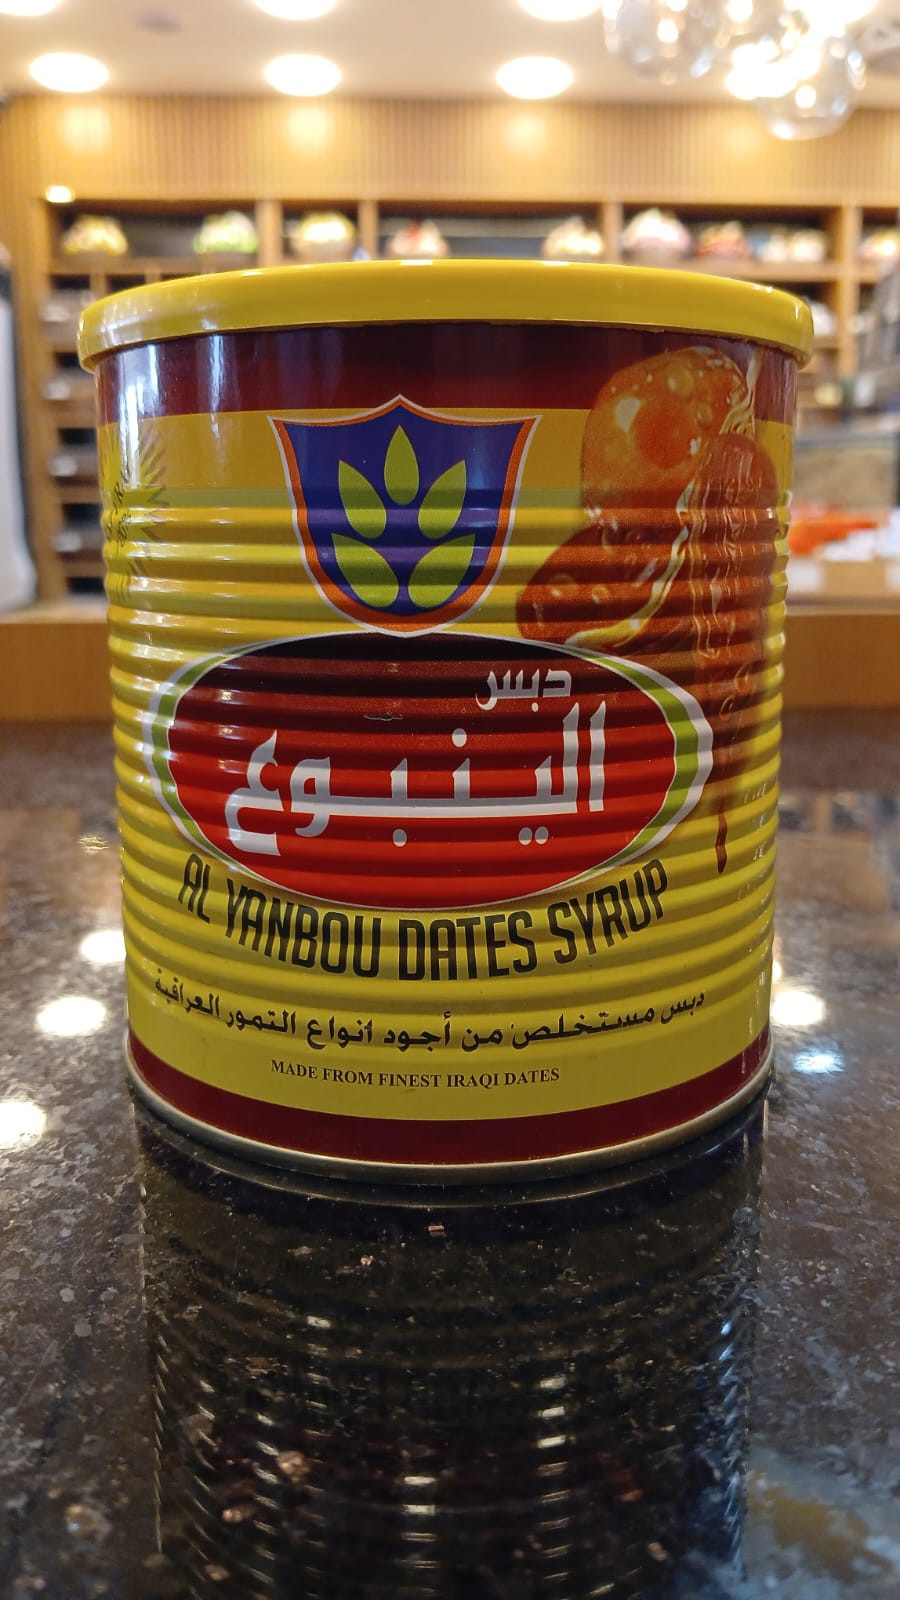 دبس
الينبوع
AL YANBOU DATES SYRUP
دبس مستخلص من أجود انواع التمور العراقية
MADE FROM FINEST IRAQI DATES